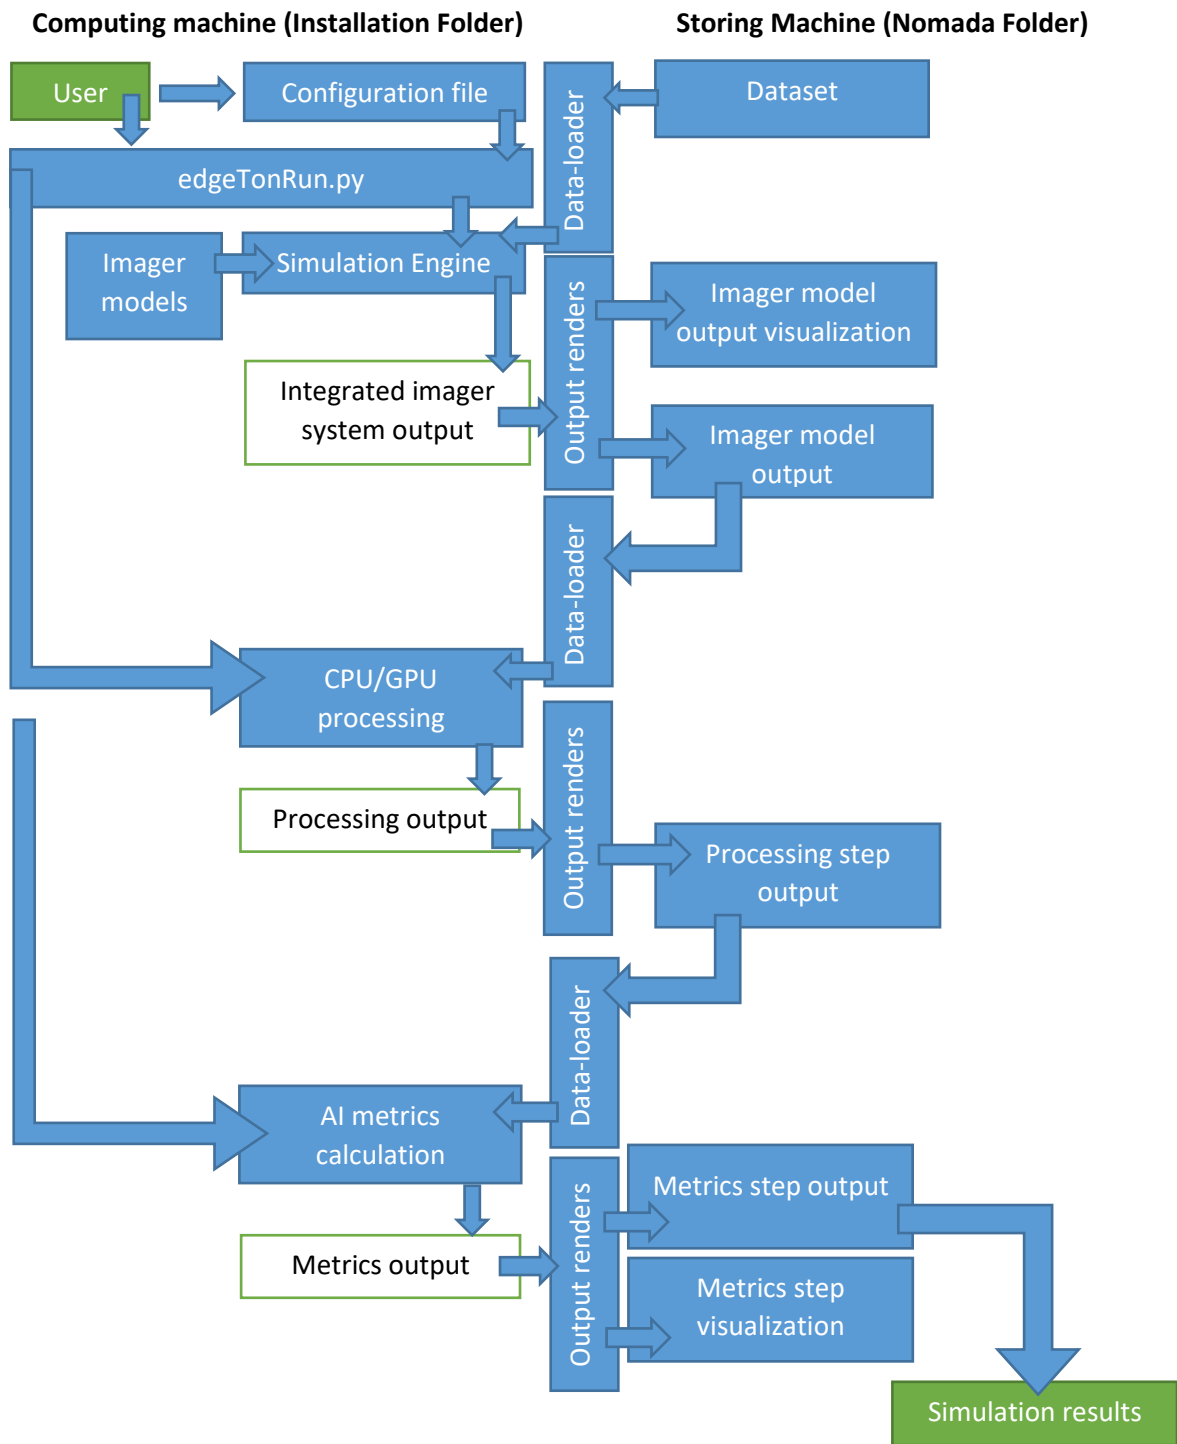 Computing machine (Installation Folder)
Storing Machine (Nomada Folder)
User
Configuration file
Data-loader
Dataset
edgeTonRun.py
Imager
models
Simulation Engine
Output renders
Imager model
output visualization
Integrated imager
system output
Imager model
output
Data-loader
CPU/GPU
processing
Output renders
Processing output
Processing step
output
Data-loader
AI metrics
calculation
Output renders
Metrics step output
Metrics output
Metrics step
visualization
Simulation results